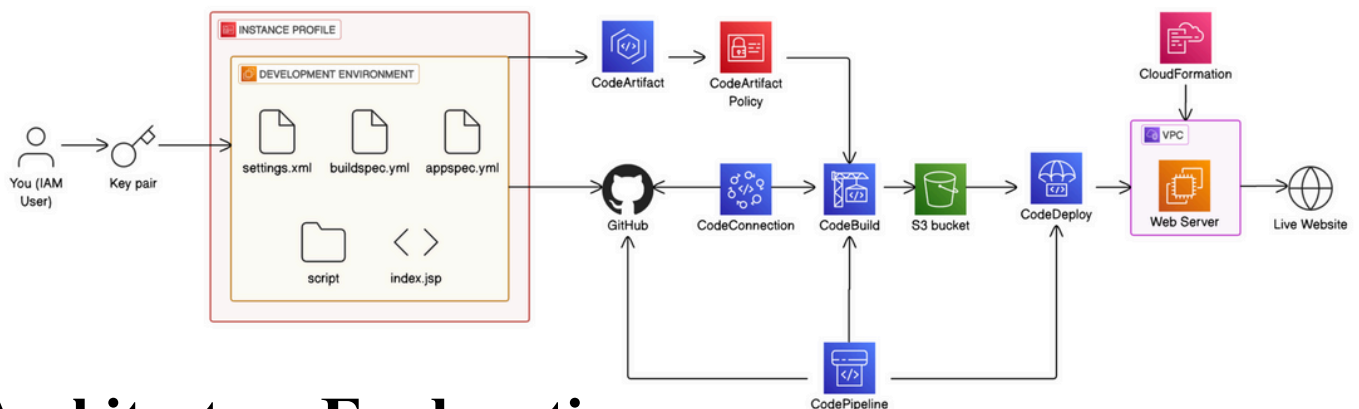 INSTANCE PROFILE
DEVELOPMENT ENVIRONMENT
settings.xml
buildspec.yml
appspec.yml
script
index.jsp
You (IAM
User)
Key pair
CodeArtifact
CodeArtifact
Policy
CloudFormation
VPC
GitHub
CodeConnection
CodeBuild
S3 bucket
CodeDeploy
Web Server
Live Website
CodePipeline